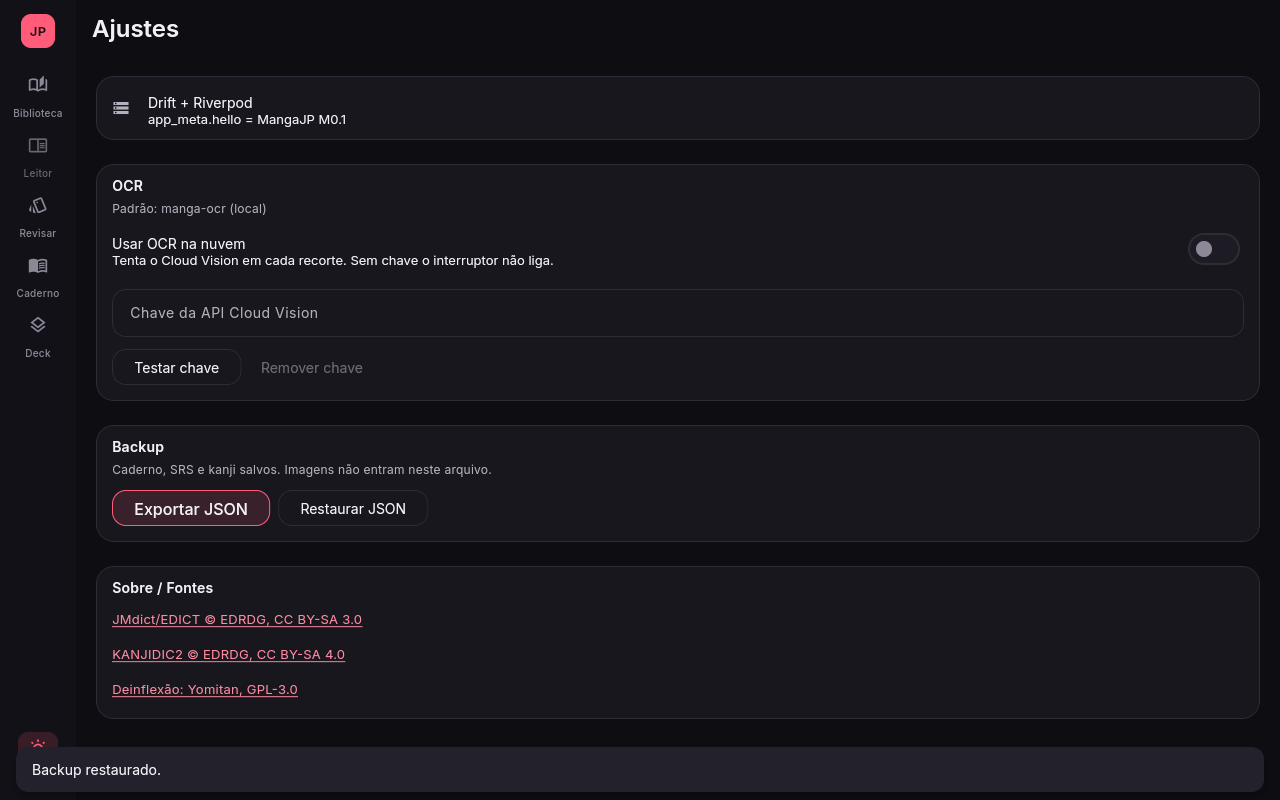 JP
Ajustes
Biblioteca
Leitor
Revisar
Caderno
Deck
Drift + Riverpod
app_meta.hello = MangaJP M0.1
OCR
Padrão: manga-ocr (local)
Usar OCR na nuvem
Tenta o Cloud Vision em cada recorte. Sem chave o interruptor não liga.
Chave da API Cloud Vision
Testar chave
Remover chave
Backup
Caderno, SRS e kanji salvos. Imagens não entram neste arquivo.
Exportar JSON
Restaurar JSON
Sobre / Fontes
JMdict/EDICT © EDRDG, CC BY-SA 3.0
KANJIDIC2 © EDRDG, CC BY-SA 4.0
Deinflexão: Yomitan, GPL-3.0
Backup restaurado.